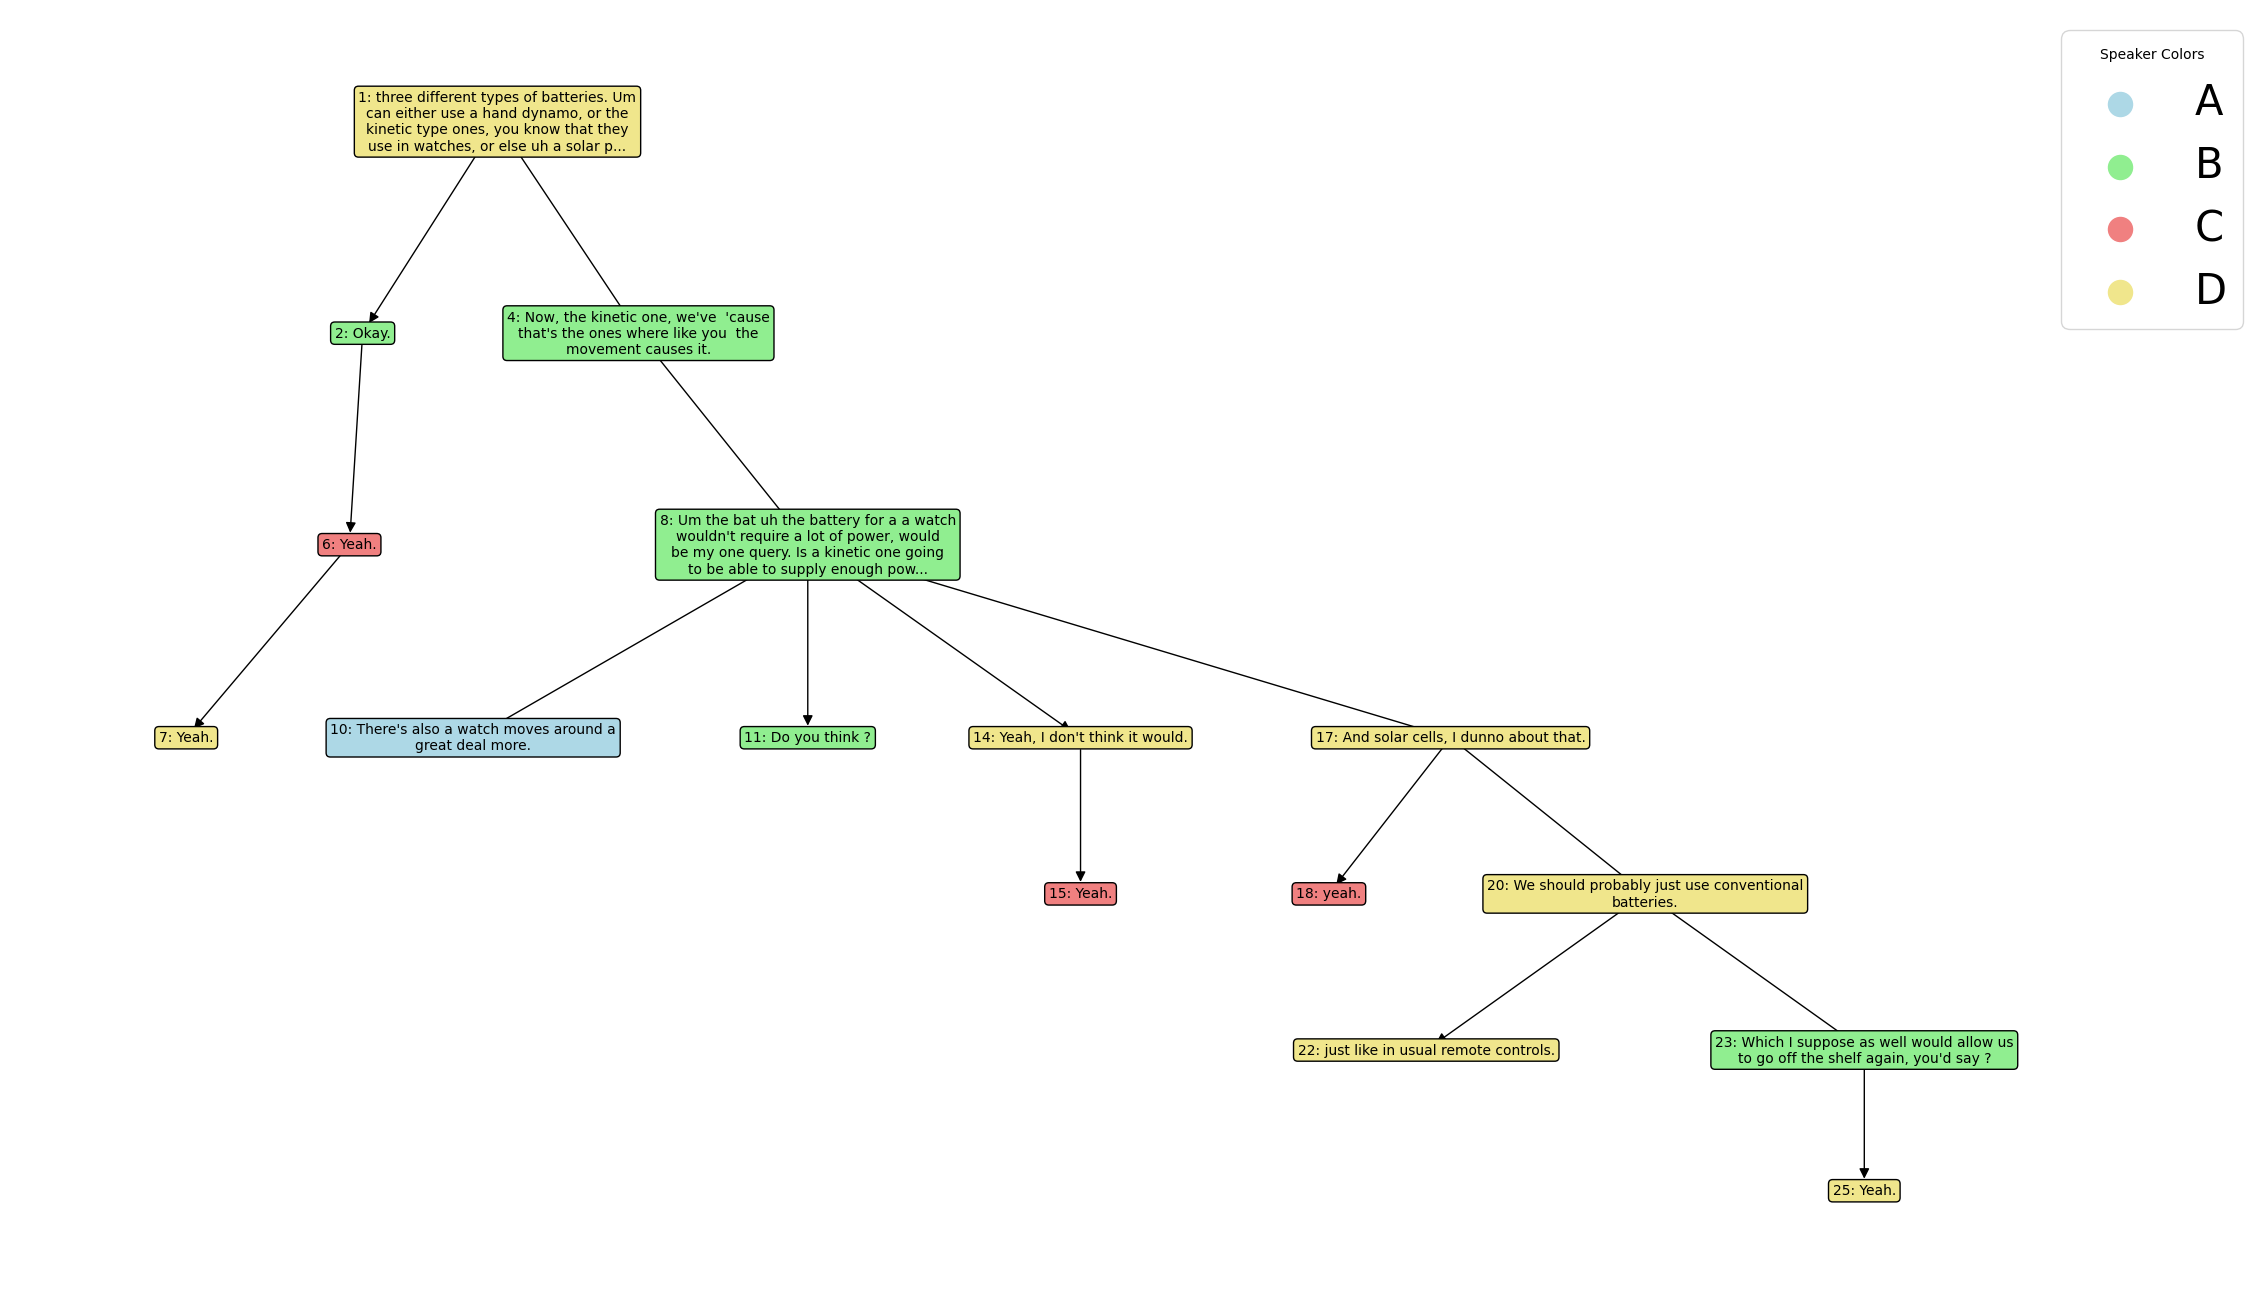 Speaker Colors
A
B
C
D
1: three different types of batteries. Um
can either use a hand dynamo, or the
kinetic type ones, you know that they
use in watches, or else uh a solar p...
2: Okay.
4: Now, the kinetic one, we've  'cause
that's the ones where like you  the
movement causes it.
6: Yeah.
8: Um the bat uh the battery for a a watch
wouldn't require a lot of power, would
be my one query. Is a kinetic one going
to be able to supply enough pow...
7: Yeah.
10: There's also a watch moves around a
great deal more.
11: Do you think ?
14: Yeah, I don't think it would.
17: And solar cells, I dunno about that.
15: Yeah.
18: yeah.
20: We should probably just use conventional
batteries.
22: just like in usual remote controls.
23: Which I suppose as well would allow us
to go off the shelf again, you'd say ?
25: Yeah.